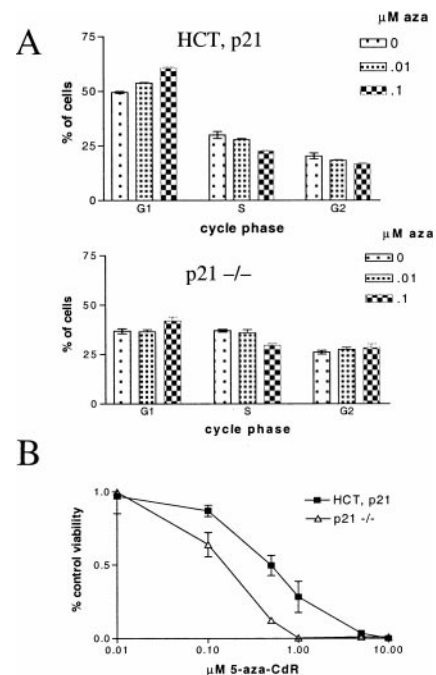 A
HCT, p21
μM aza
0
.01
.1
% of cells
75
50
25
0
G1 S G2
cycle phase
p21 –/–
μM aza
0
.01
.1
% of cells
75
50
25
0
G1 S G2
cycle phase
B
HCT, p21
p21 -/-
% control viability
1.0
0.5
0.0
0.01 0.10 1.00 10.00
μM 5-aza-CdR